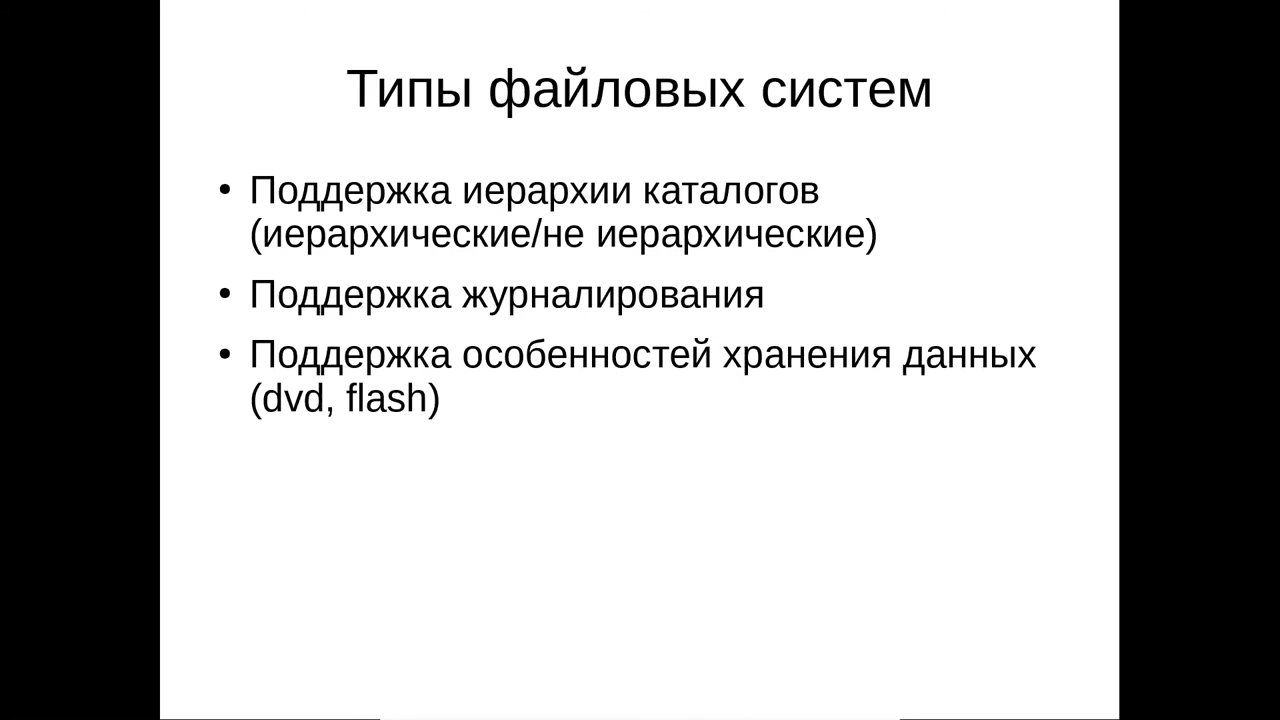 Типы файловых систем
• Поддержка иерархии каталогов
(иерархические/не иерархические)
• Поддержка журналирования
• Поддержка особенностей хранения данных
(dvd, flash)